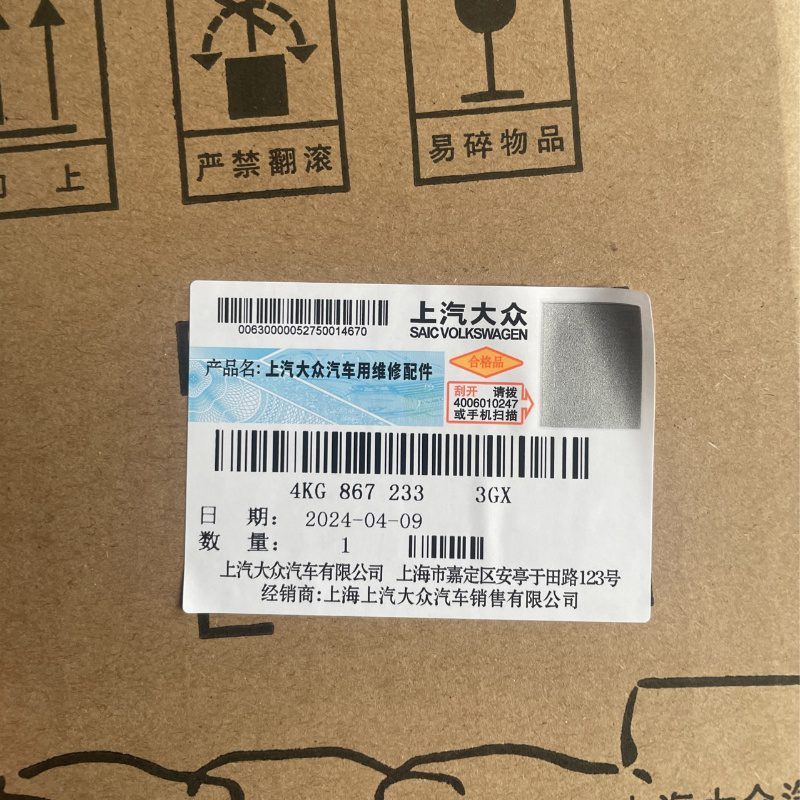 上
严禁翻滚
易碎物品
00630000052750014670
上汽大众
SAIC VOLKSWAGEN
产品名: 上汽大众汽车用维修配件
合格品
刮开 请拨
4006010247
或手机扫描
4KG 867 233 3GX
日 期: 2024-04-09
数 量: 1
上汽大众汽车有限公司 上海市嘉定区安亭于田路123号
经销商:上海上汽大众汽车销售有限公司
上汽大众汽